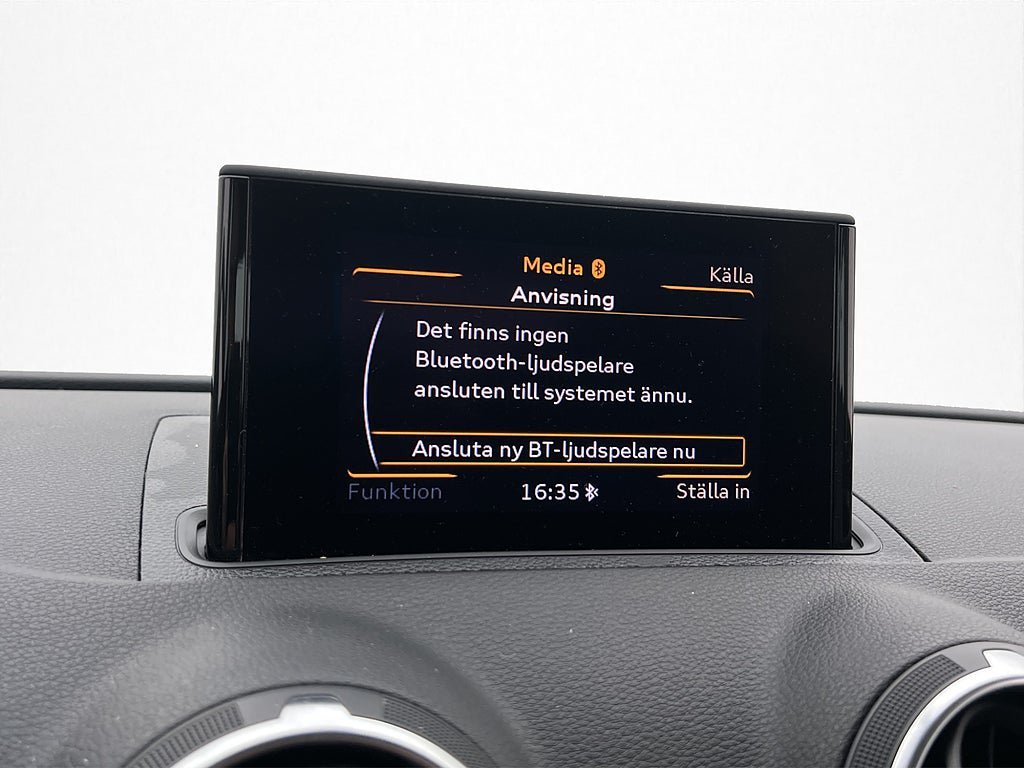 Media
Källa
Anvisning
Det finns ingen
Bluetooth-ljudspelare
ansluten till systemet ännu.
Ansluta ny BT-ljudspelare nu
Funktion
16:35
Ställa in